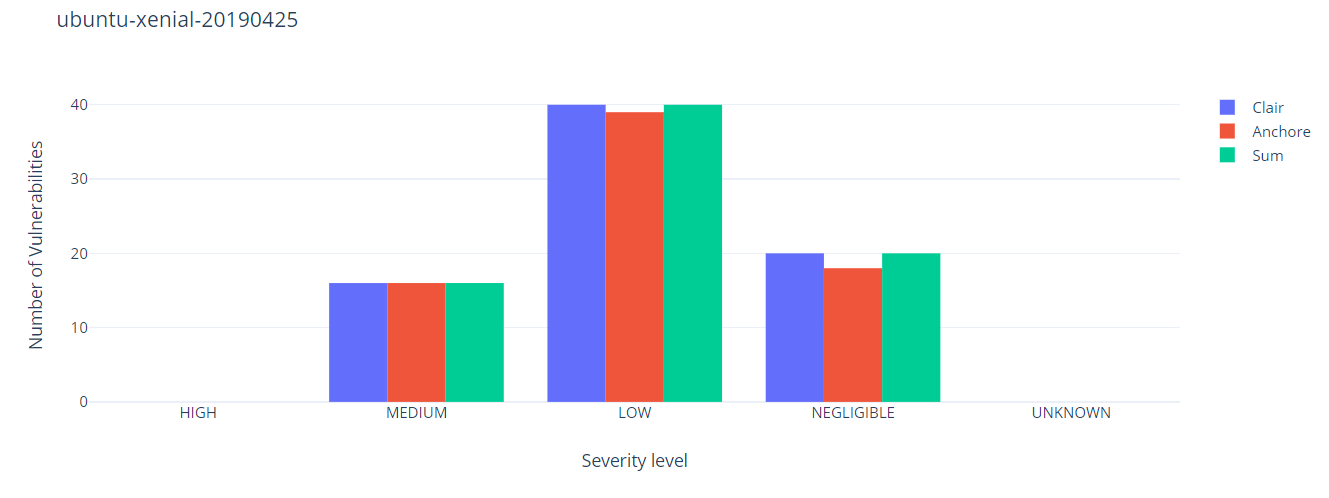 ubuntu-xenial-20190425
Number of Vulnerabilities
40
30
20
10
0
HIGH MEDIUM LOW NEGLIGIBLE UNKNOWN
Severity level
Clair
Anchore
Sum